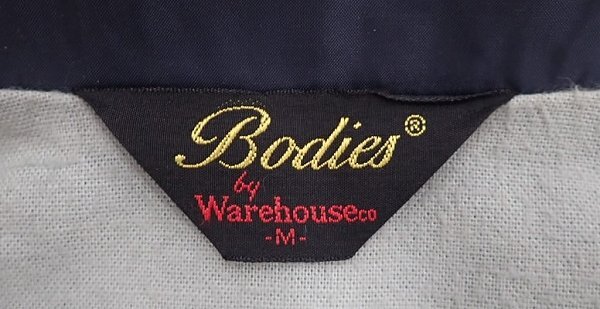 Bodies®
by
Warehouseco
-M-